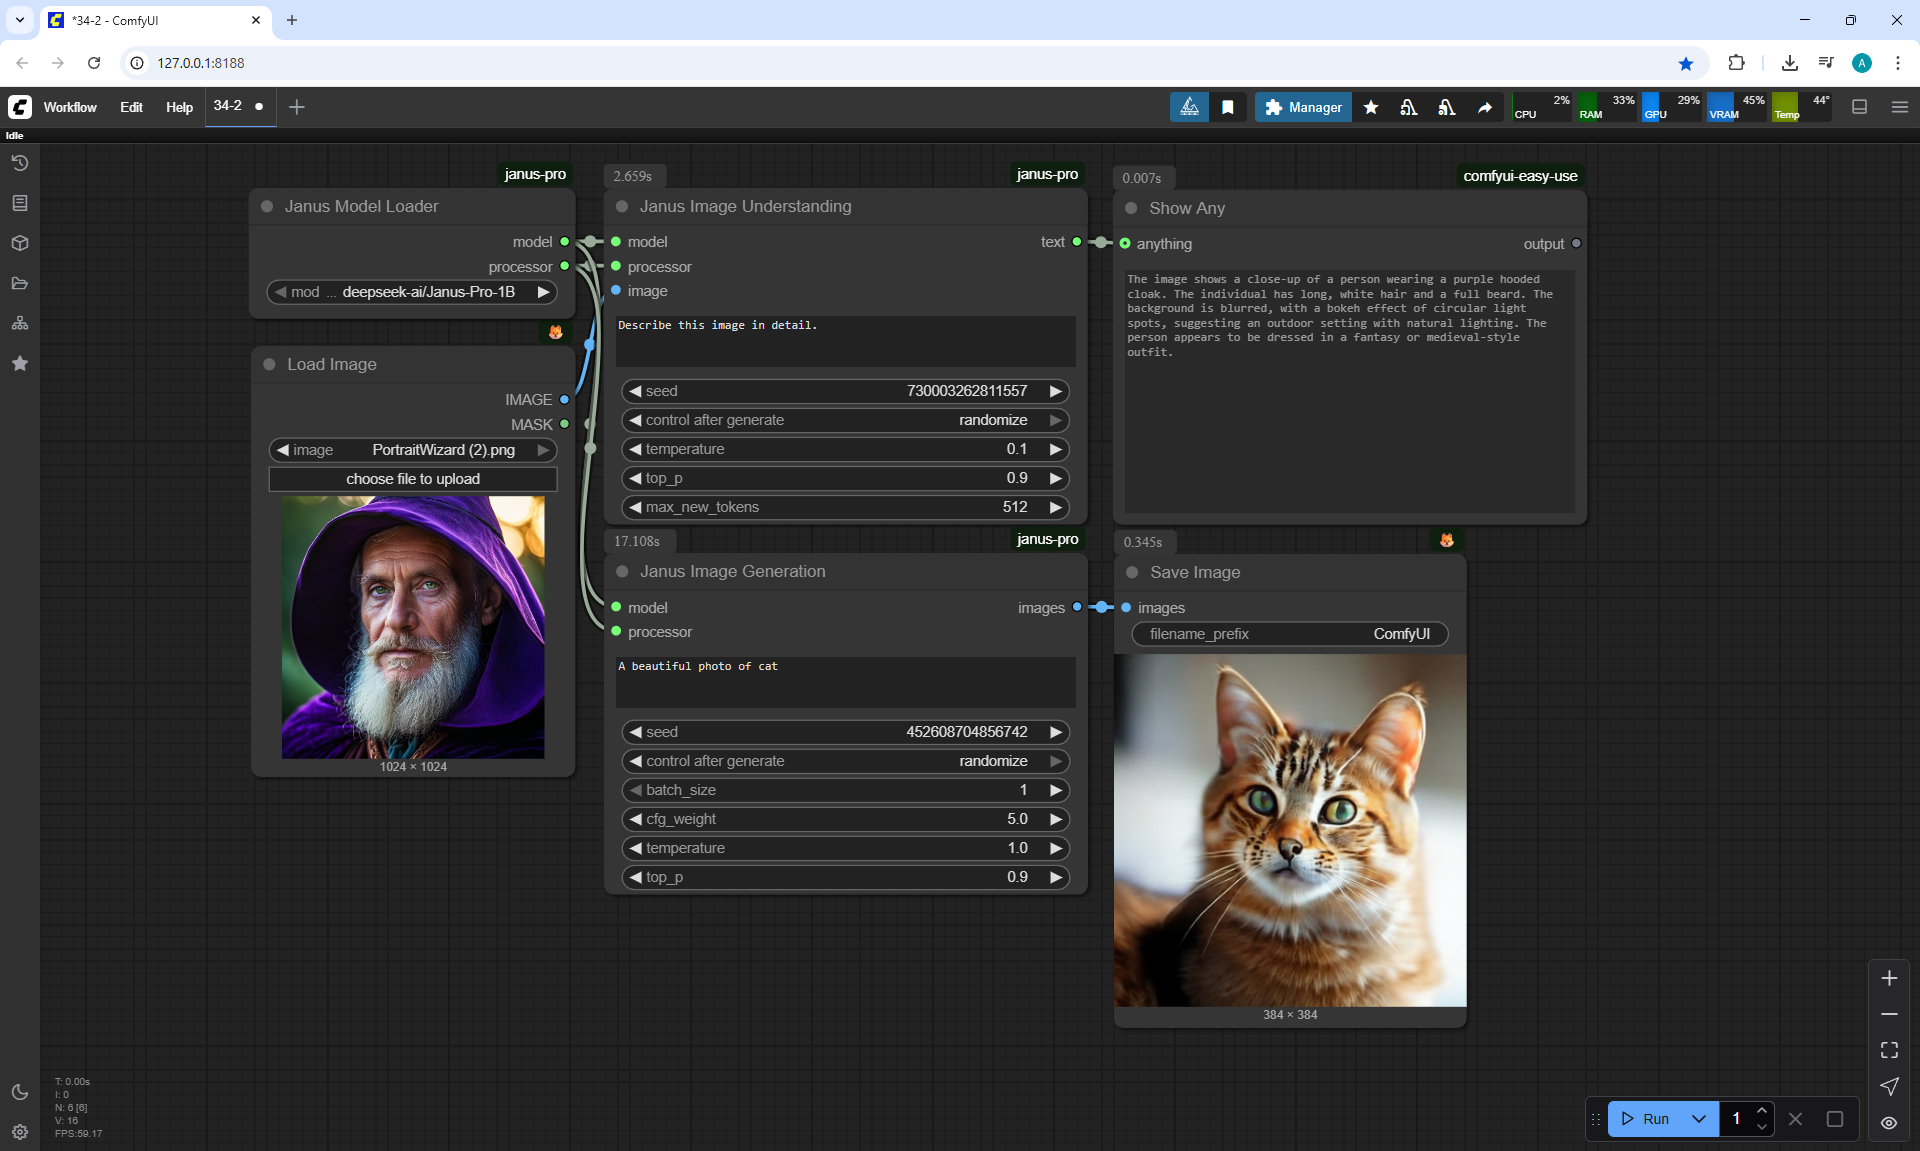 *34-2 - ComfyUI
127.0.0.1:8188
Workflow Edit Help 34-2
Manager
CPU 2% RAM 33% GPU 29% VRAM 45% Temp 44°
Idle
janus-pro
Janus Model Loader
model
processor
mod ... deepseek-ai/Janus-Pro-1B
Load Image
IMAGE
MASK
image PortraitWizard (2).png
choose file to upload
1024 × 1024
2.659s janus-pro
Janus Image Understanding
model text
processor
image
Describe this image in detail.
seed 730003262811557
control after generate randomize
temperature 0.1
top_p 0.9
max_new_tokens 512
0.007s comfyui-easy-use
Show Any
anything output
The image shows a close-up of a person wearing a purple hooded
cloak. The individual has long, white hair and a full beard. The
background is blurred, with a bokeh effect of circular light
spots, suggesting an outdoor setting with natural lighting. The
person appears to be dressed in a fantasy or medieval-style
outfit.
17.108s janus-pro
Janus Image Generation
model images
processor
A beautiful photo of cat
seed 452608704856742
control after generate randomize
batch_size 1
cfg_weight 5.0
temperature 1.0
top_p 0.9
0.345s
Save Image
images
filename_prefix ComfyUI
384 × 384
T: 0.00s
I: 0
N: 6 [6]
V: 16
FPS:59.17
Run 1
A